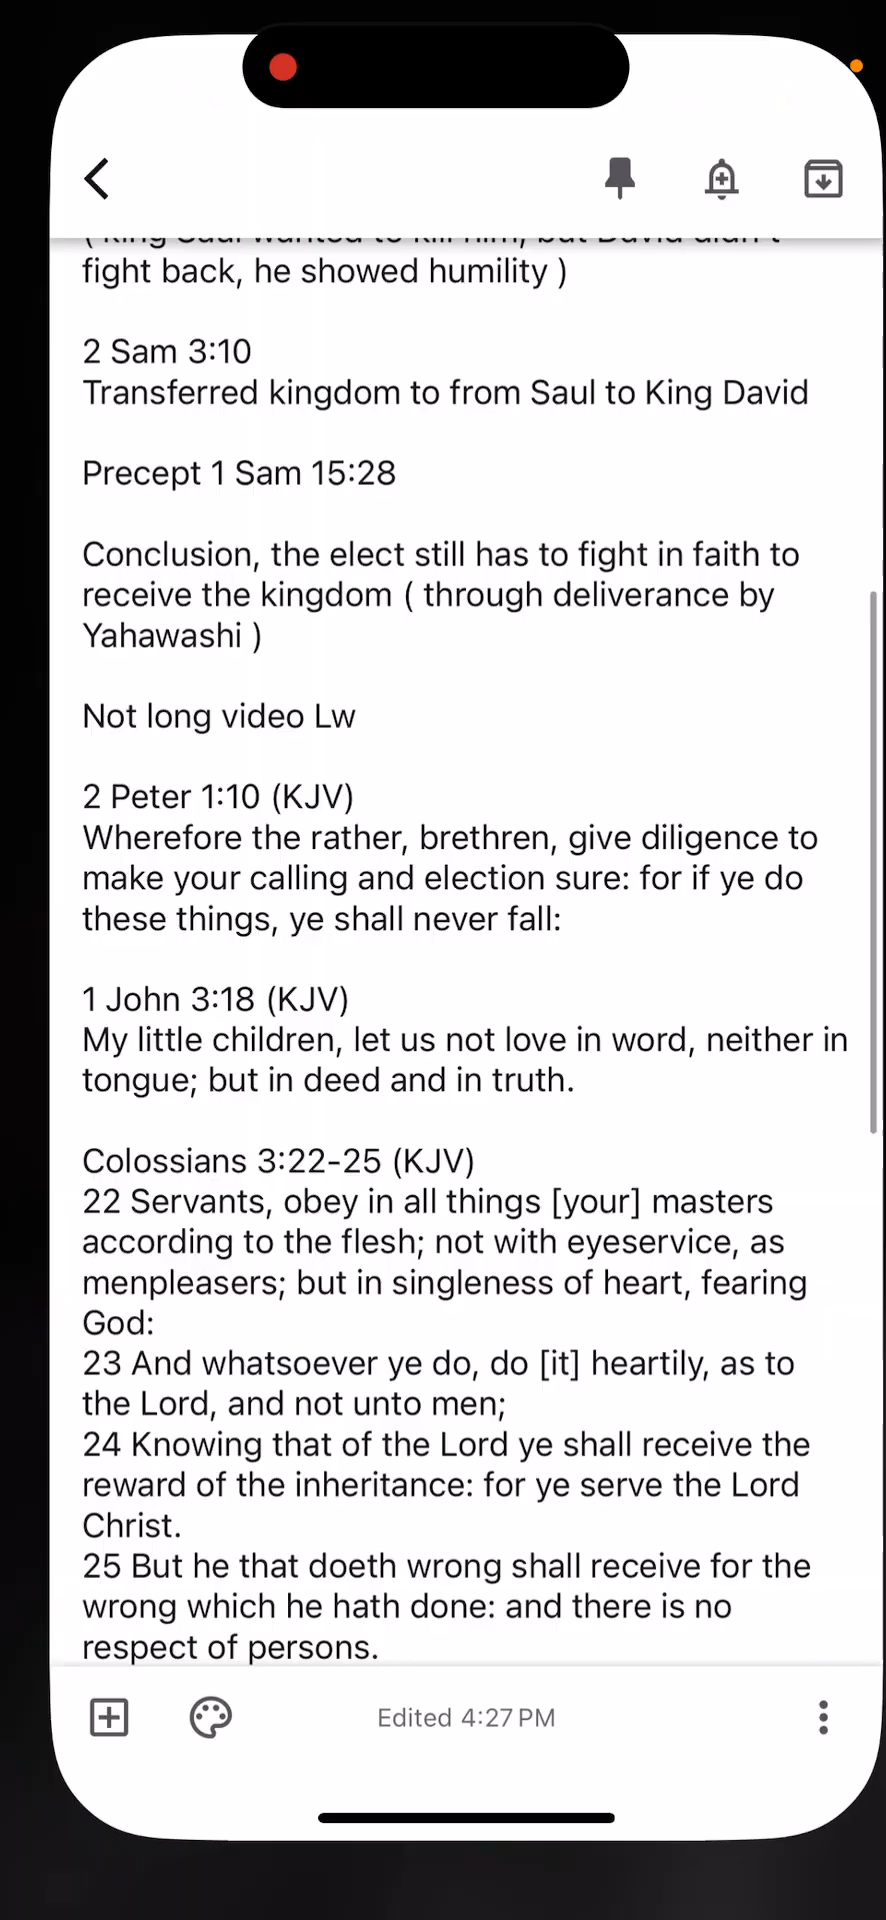 ( King Saul wanted to kill him, but David didn't
fight back, he showed humility )
2 Sam 3:10
Transferred kingdom to from Saul to King David
Precept 1 Sam 15:28
Conclusion, the elect still has to fight in faith to
receive the kingdom ( through deliverance by
Yahawashi )
Not long video Lw
2 Peter 1:10 (KJV)
Wherefore the rather, brethren, give diligence to
make your calling and election sure: for if ye do
these things, ye shall never fall:
1 John 3:18 (KJV)
My little children, let us not love in word, neither in
tongue; but in deed and in truth.
Colossians 3:22-25 (KJV)
22 Servants, obey in all things [your] masters
according to the flesh; not with eyeservice, as
menpleasers; but in singleness of heart, fearing
God:
23 And whatsoever ye do, do [it] heartily, as to
the Lord, and not unto men;
24 Knowing that of the Lord ye shall receive the
reward of the inheritance: for ye serve the Lord
Christ.
25 But he that doeth wrong shall receive for the
wrong which he hath done: and there is no
respect of persons.
Edited 4:27 PM